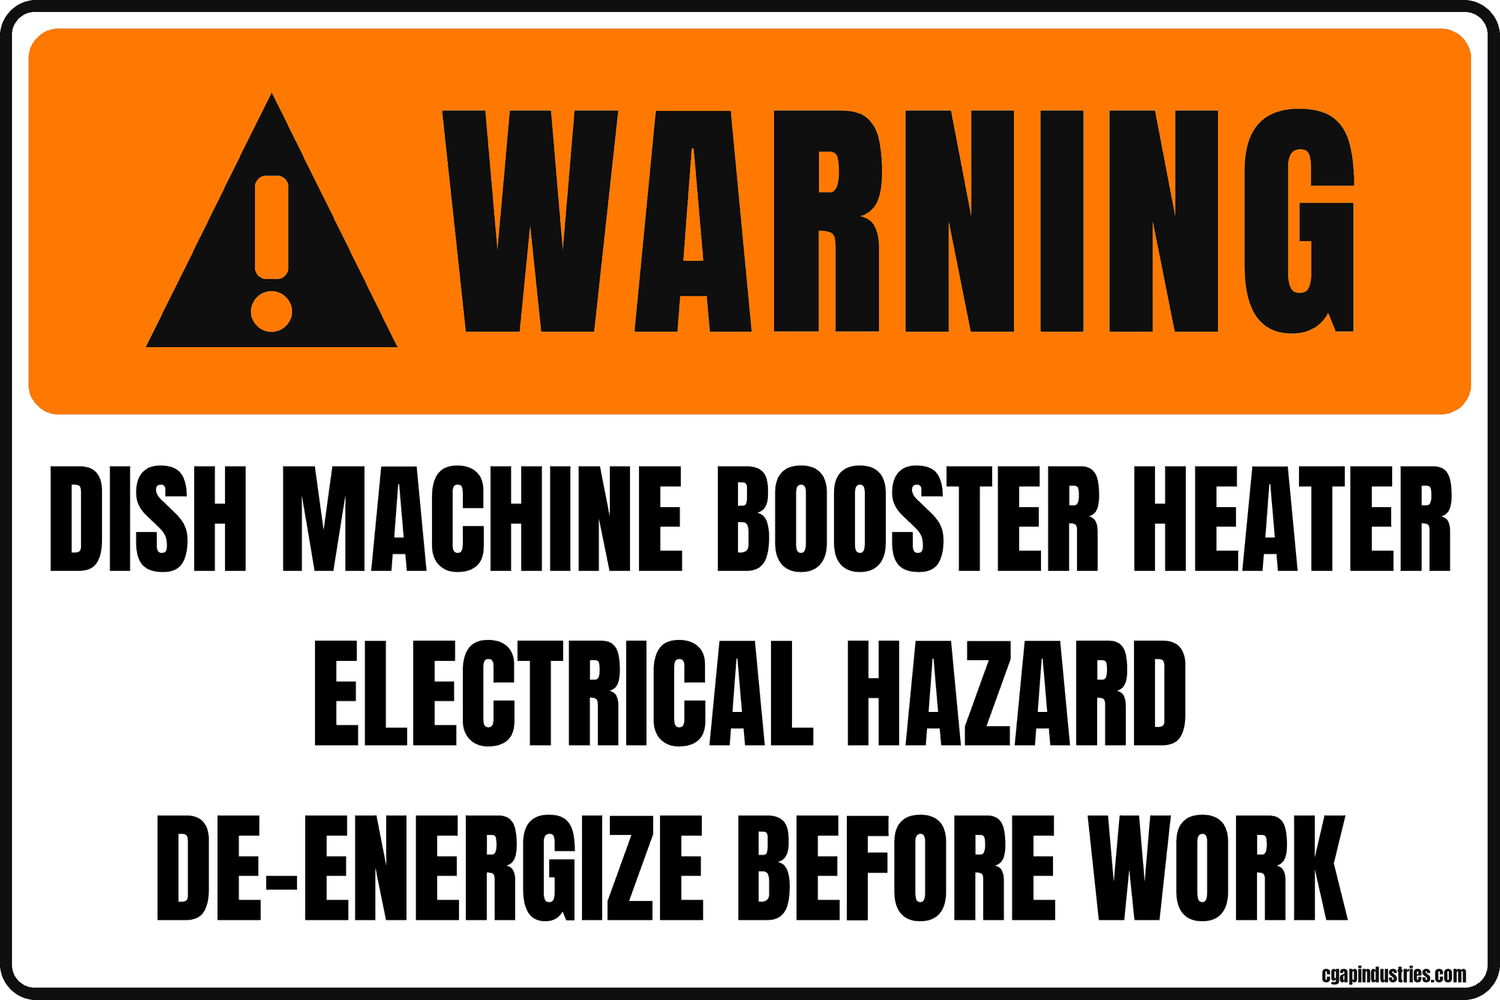 WARNING
DISH MACHINE BOOSTER HEATER
ELECTRICAL HAZARD
DE-ENERGIZE BEFORE WORK
cgapindustries.com